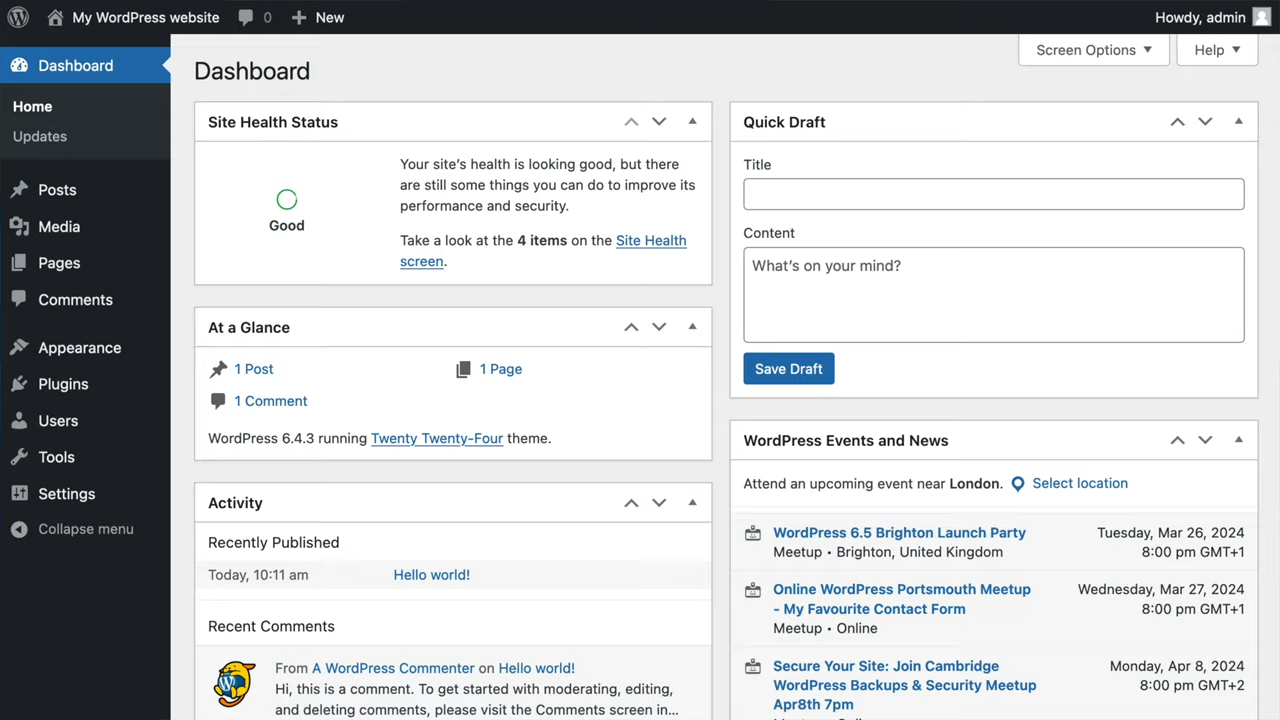 My WordPress website 0 New Howdy, admin
Screen Options Help
Dashboard
Home
Updates
Posts
Media
Pages
Comments
Appearance
Plugins
Users
Tools
Settings
Collapse menu
Dashboard
Site Health Status
Good
Your site’s health is looking good, but there
are still some things you can do to improve its
performance and security.
Take a look at the 4 items on the Site Health
screen.
At a Glance
1 Post 1 Page
1 Comment
WordPress 6.4.3 running Twenty Twenty-Four theme.
Activity
Recently Published
Today, 10:11 am Hello world!
Recent Comments
From A WordPress Commenter on Hello world!
Hi, this is a comment. To get started with moderating, editing,
and deleting comments, please visit the Comments screen in…
Quick Draft
Title
Content
What’s on your mind?
Save Draft
WordPress Events and News
Attend an upcoming event near London. Select location
WordPress 6.5 Brighton Launch Party Tuesday, Mar 26, 2024
Meetup • Brighton, United Kingdom 8:00 pm GMT+1
Online WordPress Portsmouth Meetup Wednesday, Mar 27, 2024
- My Favourite Contact Form 8:00 pm GMT+1
Meetup • Online
Secure Your Site: Join Cambridge Monday, Apr 8, 2024
WordPress Backups & Security Meetup 8:00 pm GMT+2
Apr8th 7pm